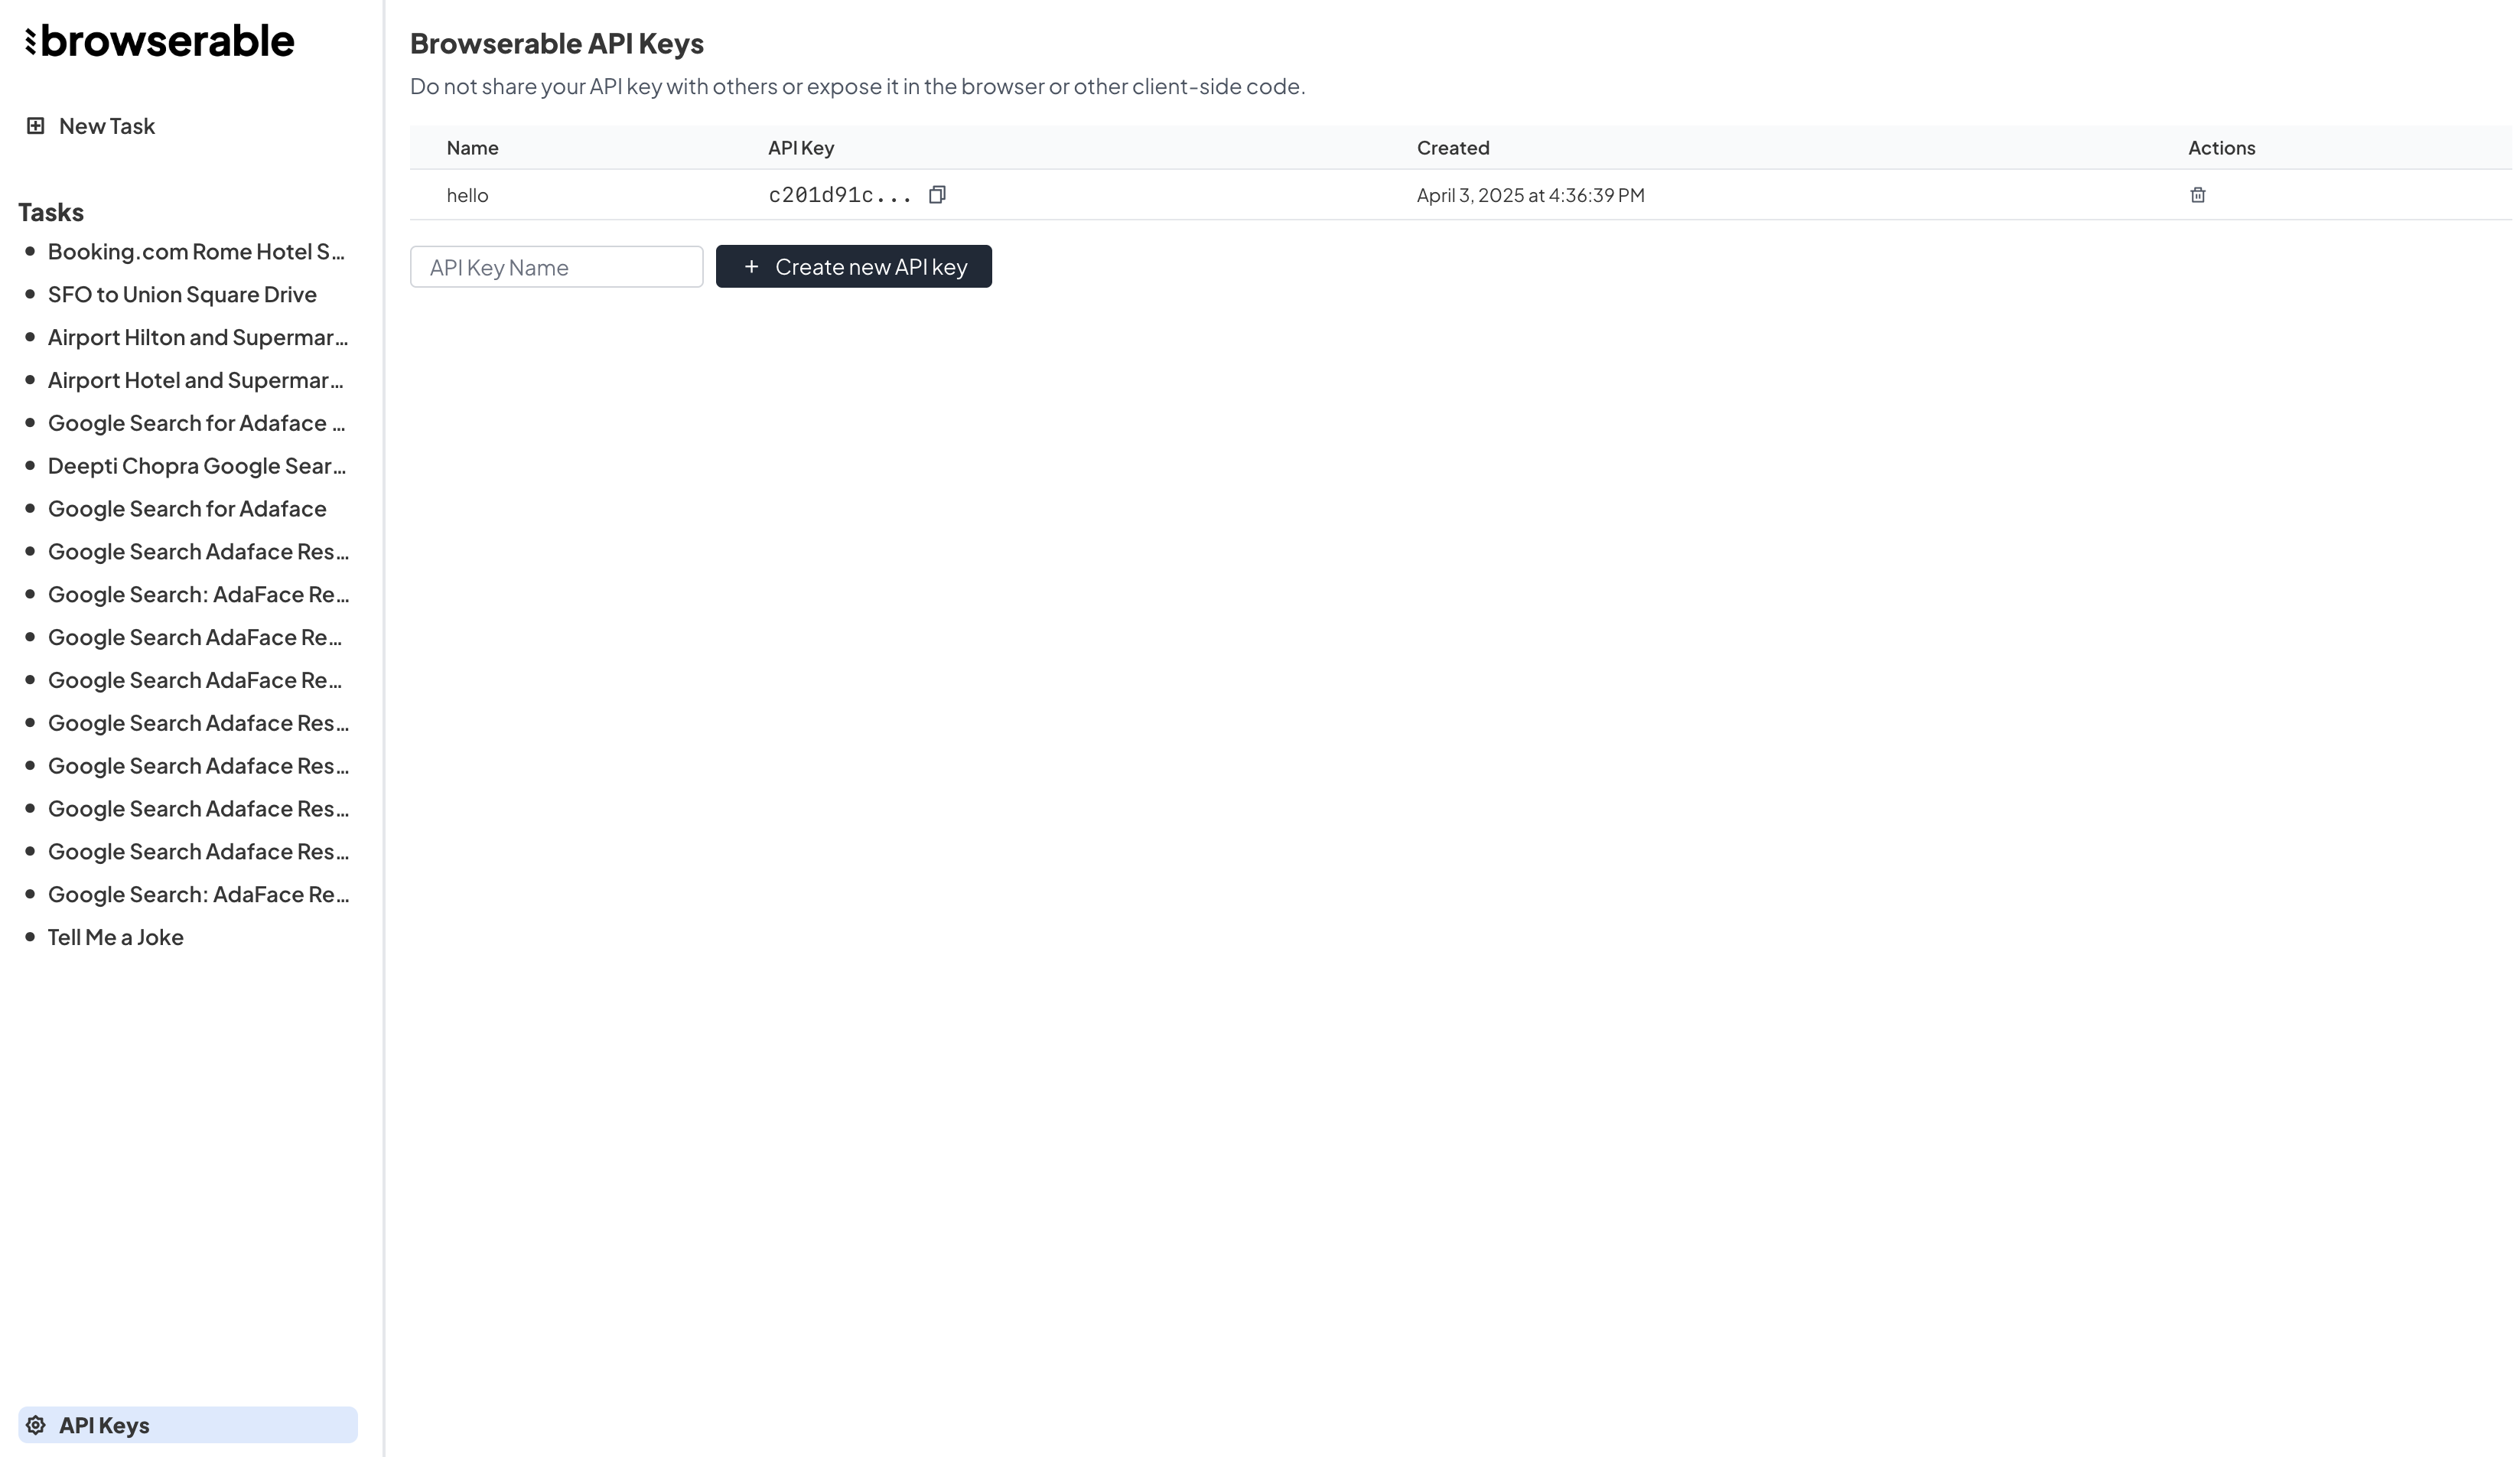 browserable
New Task
Tasks
Booking.com Rome Hotel S...
SFO to Union Square Drive
Airport Hilton and Supermar...
Airport Hotel and Supermar...
Google Search for Adaface ...
Deepti Chopra Google Sear...
Google Search for Adaface
Google Search Adaface Res...
Google Search: AdaFace Re...
Google Search AdaFace Re...
Google Search AdaFace Re...
Google Search Adaface Res...
Google Search Adaface Res...
Google Search Adaface Res...
Google Search Adaface Res...
Google Search: AdaFace Re...
Tell Me a Joke
API Keys
Browserable API Keys
Do not share your API key with others or expose it in the browser or other client-side code.
Name API Key Created Actions
hello c201d91c... April 3, 2025 at 4:36:39 PM
API Key Name + Create new API key